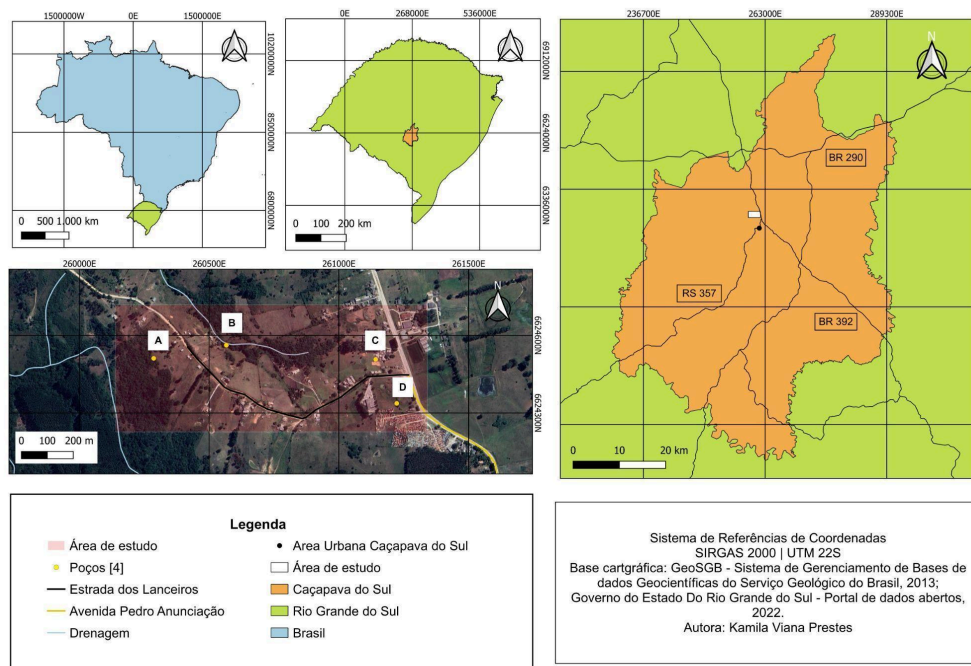 1500000W 0E 1500000E
10200000N
8500000N
6800000N
N
0 500 1.000 km
0E 268000E 536000E
6912000N
6624000N
6336000N
N
0 100 200 km
236700E 263000E 289300E
N
BR 290
RS 357
BR 392
0 10 20 km
260000E 260500E 261000E 261500E
6624600N
6624300N
N
A
B
C
D
0 100 200 m
Legenda
Área de estudo
Poços [4]
Estrada dos Lanceiros
Avenida Pedro Anunciação
Drenagem
Area Urbana Caçapava do Sul
Área de estudo
Caçapava do Sul
Rio Grande do Sul
Brasil
Sistema de Referências de Coordenadas
SIRGAS 2000 | UTM 22S
Base cartgráfica: GeoSGB - Sistema de Gerenciamento de Bases de
dados Geocientíficas do Serviço Geológico do Brasil, 2013;
Governo do Estado Do Rio Grande do Sul - Portal de dados abertos,
2022.
Autora: Kamila Viana Prestes